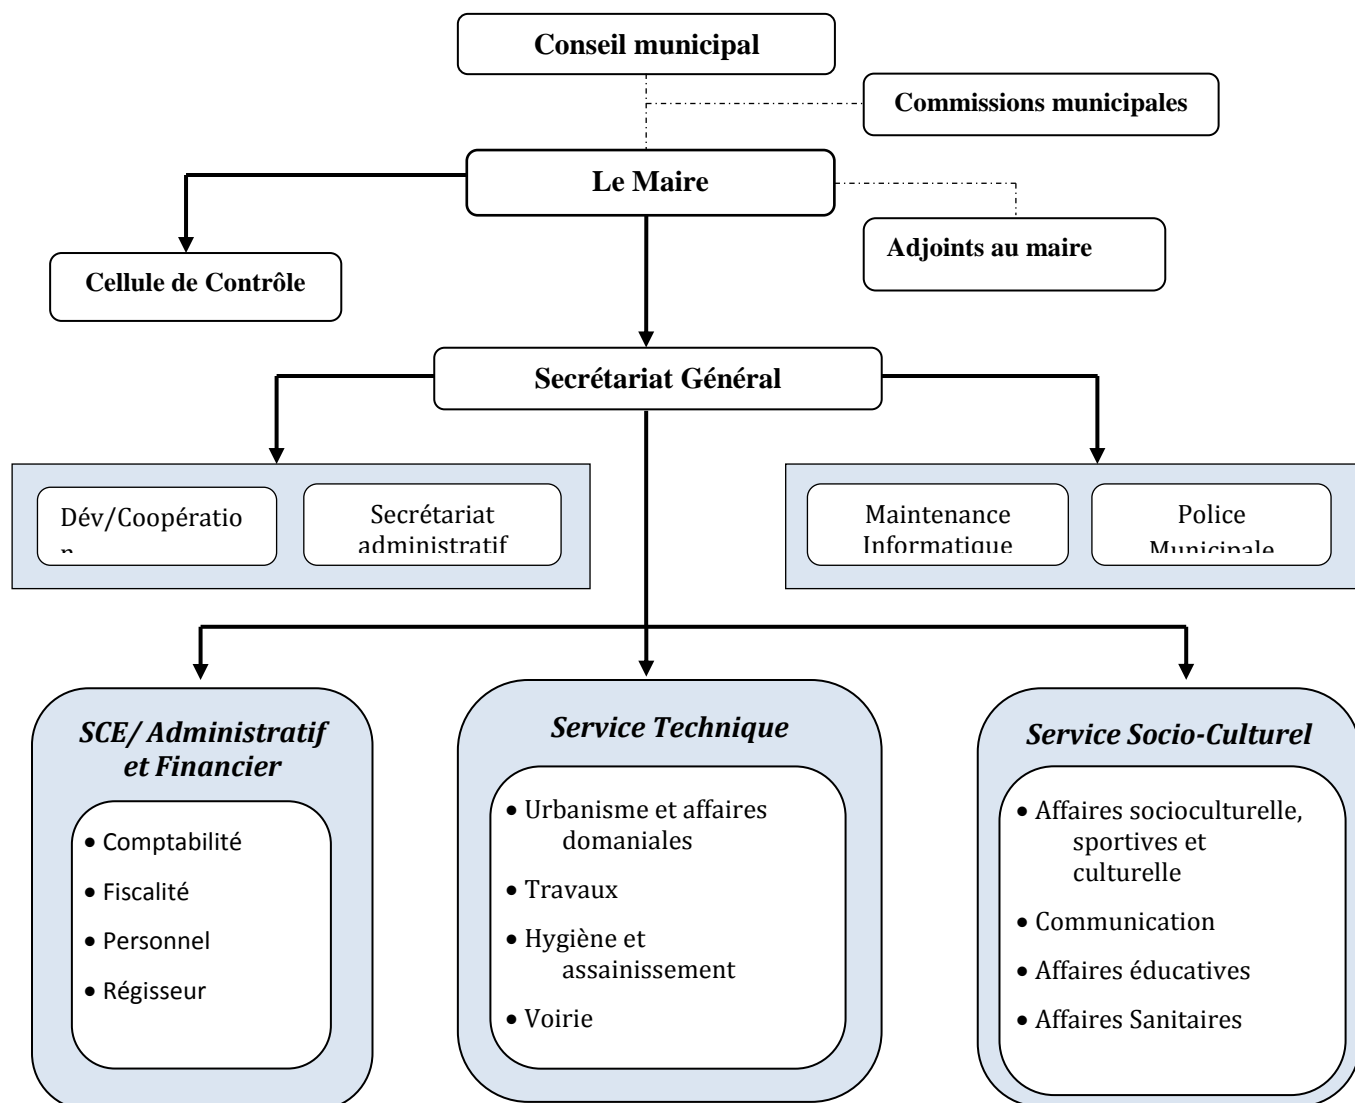 Conseil municipal
Commissions municipales
Le Maire
Adjoints au maire
Cellule de Contrôle
Secrétariat Général
Dév/Coopératio
n
Secrétariat
administratif
Maintenance
Informatique
Police
Municipale
SCE/ Administratif
et Financier
• Comptabilité
• Fiscalité
• Personnel
• Régisseur
Service Technique
• Urbanisme et affaires
domaniales
• Travaux
• Hygiène et
assainissement
• Voirie
Service Socio-Culturel
• Affaires socioculturelle,
sportives et
culturelle
• Communication
• Affaires éducatives
• Affaires Sanitaires